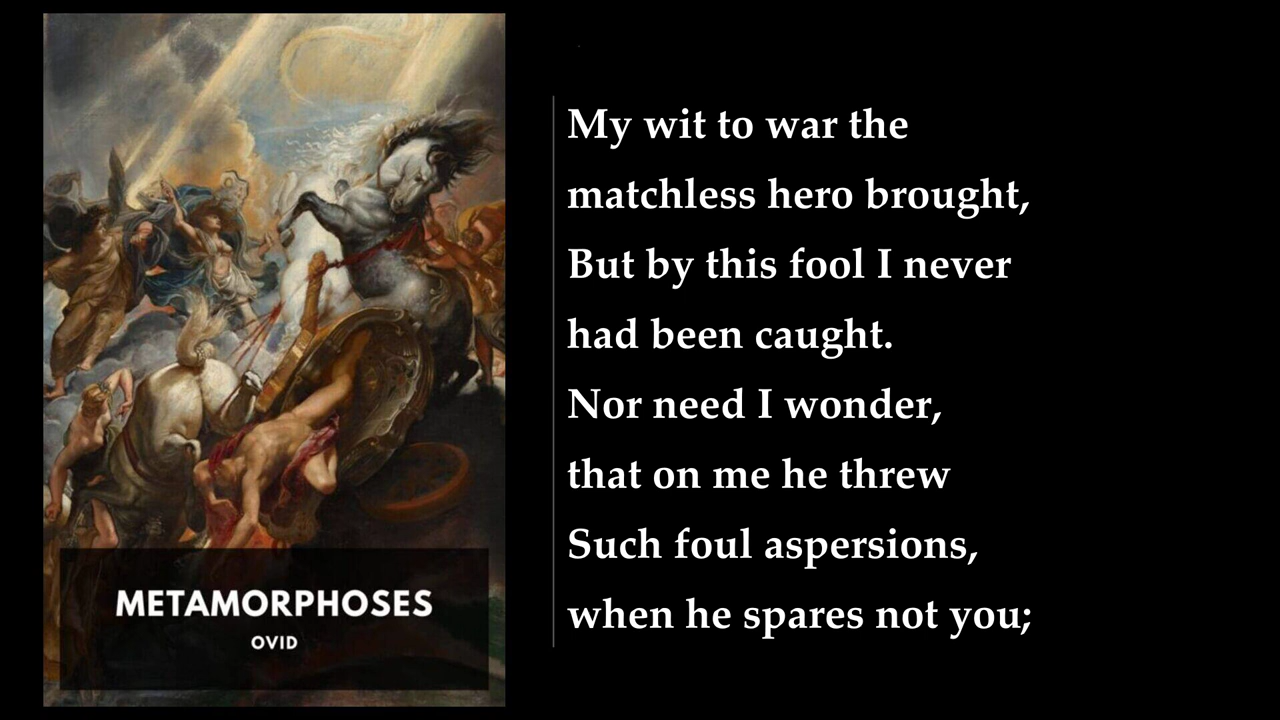 METAMORPHOSES
OVID
My wit to war the
matchless hero brought,
But by this fool I never
had been caught.
Nor need I wonder,
that on me he threw
Such foul aspersions,
when he spares not you;